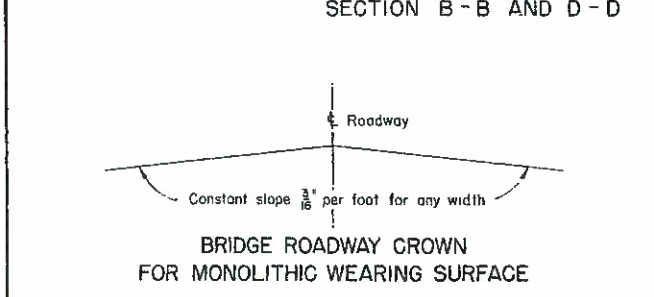 SECTION B-B AND D-D
℄ Roadway
Constant slope 3/16" per foot for any width
BRIDGE ROADWAY CROWN
FOR MONOLITHIC WEARING SURFACE